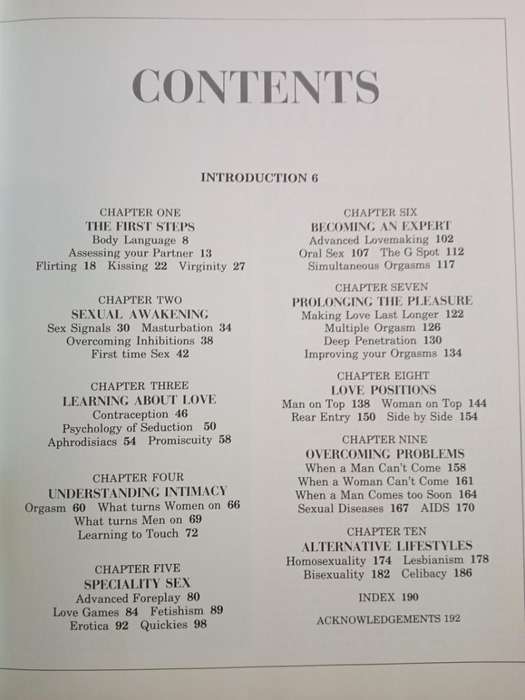 CONTENTS
INTRODUCTION 6
CHAPTER ONE
THE FIRST STEPS
Body Language 8
Assessing your Partner 13
Flirting 18 Kissing 22 Virginity 27
CHAPTER TWO
SEXUAL AWAKENING
Sex Signals 30 Masturbation 34
Overcoming Inhibitions 38
First time Sex 42
CHAPTER THREE
LEARNING ABOUT LOVE
Contraception 46
Psychology of Seduction 50
Aphrodisiacs 54 Promiscuity 58
CHAPTER FOUR
UNDERSTANDING INTIMACY
Orgasm 60 What turns Women on 66
What turns Men on 69
Learning to Touch 72
CHAPTER FIVE
SPECIALITY SEX
Advanced Foreplay 80
Love Games 84 Fetishism 89
Erotica 92 Quickies 98
CHAPTER SIX
BECOMING AN EXPERT
Advanced Lovemaking 102
Oral Sex 107 The G Spot 112
Simultaneous Orgasms 117
CHAPTER SEVEN
PROLONGING THE PLEASURE
Making Love Last Longer 122
Multiple Orgasm 126
Deep Penetration 130
Improving your Orgasms 134
CHAPTER EIGHT
LOVE POSITIONS
Man on Top 138 Woman on Top 144
Rear Entry 150 Side by Side 154
CHAPTER NINE
OVERCOMING PROBLEMS
When a Man Can't Come 158
When a Woman Can't Come 161
When a Man Comes too Soon 164
Sexual Diseases 167 AIDS 170
CHAPTER TEN
ALTERNATIVE LIFESTYLES
Homosexuality 174 Lesbianism 178
Bisexuality 182 Celibacy 186
INDEX 190
ACKNOWLEDGEMENTS 192